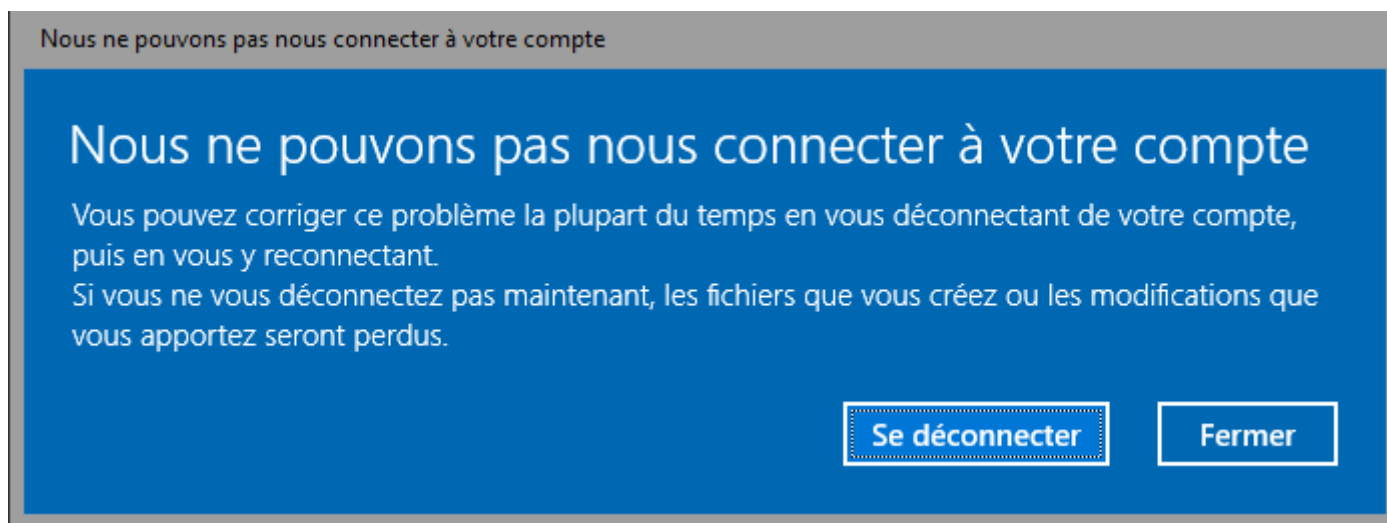 Nous ne pouvons pas nous connecter à votre compte
Nous ne pouvons pas nous connecter à votre compte
Vous pouvez corriger ce problème la plupart du temps en vous déconnectant de votre compte,
puis en vous y reconnectant.
Si vous ne vous déconnectez pas maintenant, les fichiers que vous créez ou les modifications que
vous apportez seront perdus.
Se déconnecter
Fermer